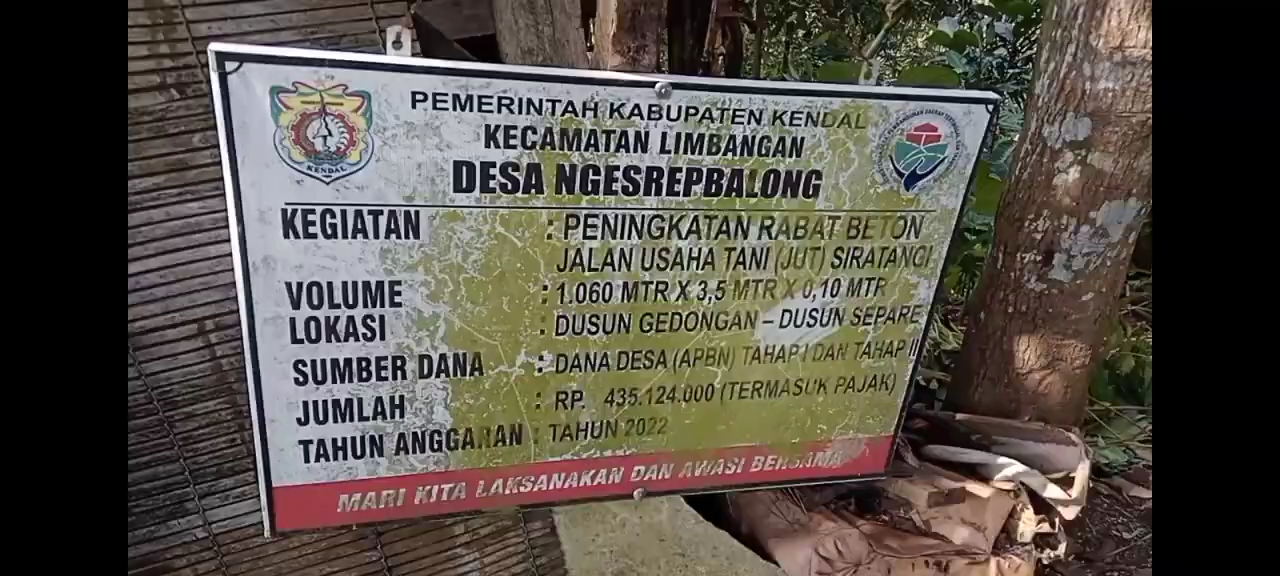 PEMERINTAH KABUPATEN KENDAL
KECAMATAN LIMBANGAN
DESA NGESREPBALONG
KENDAL
KEGIATAN : PENINGKATAN RABAT BETON
JALAN USAHA TANI (JUT) SIRATANCI
VOLUME : 1.060 MTR X 3,5 MTR X 0,10 MTR
LOKASI : DUSUN GEDONGAN – DUSUN SEPARE
SUMBER DANA : DANA DESA (APBN) TAHAP I DAN TAHAP II
JUMLAH : RP. 435.124.000 (TERMASUK PAJAK)
TAHUN ANGGARAN : TAHUN 2022
MARI KITA LAKSANAKAN DAN AWASI BERSAMA